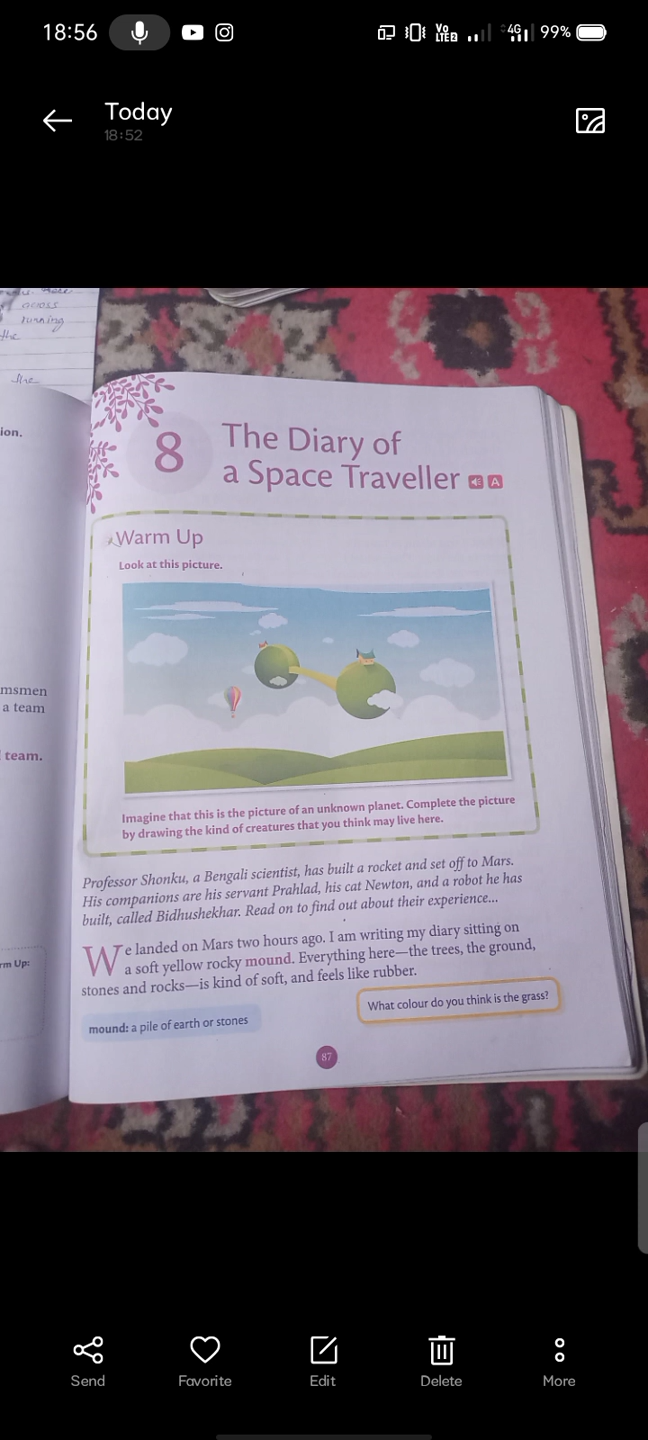 18:56
Vo
LTE2
4G
99%
Today
18:52
across
running
the
the
ion.
8
The Diary of
a Space Traveller
A
Warm Up
Look at this picture.
msmen
a team
team.
Imagine that this is the picture of an unknown planet. Complete the picture
by drawing the kind of creatures that you think may live here.
Professor Shonku, a Bengali scientist, has built a rocket and set off to Mars.
His companions are his servant Prahlad, his cat Newton, and a robot he has
built, called Bidhushekhar. Read on to find out about their experience...
We landed on Mars two hours ago. I am writing my diary sitting on
a soft yellow rocky mound. Everything here—the trees, the ground,
stones and rocks—is kind of soft, and feels like rubber.
rm Up:
What colour do you think is the grass?
mound: a pile of earth or stones
87
Send
Favorite
Edit
Delete
More